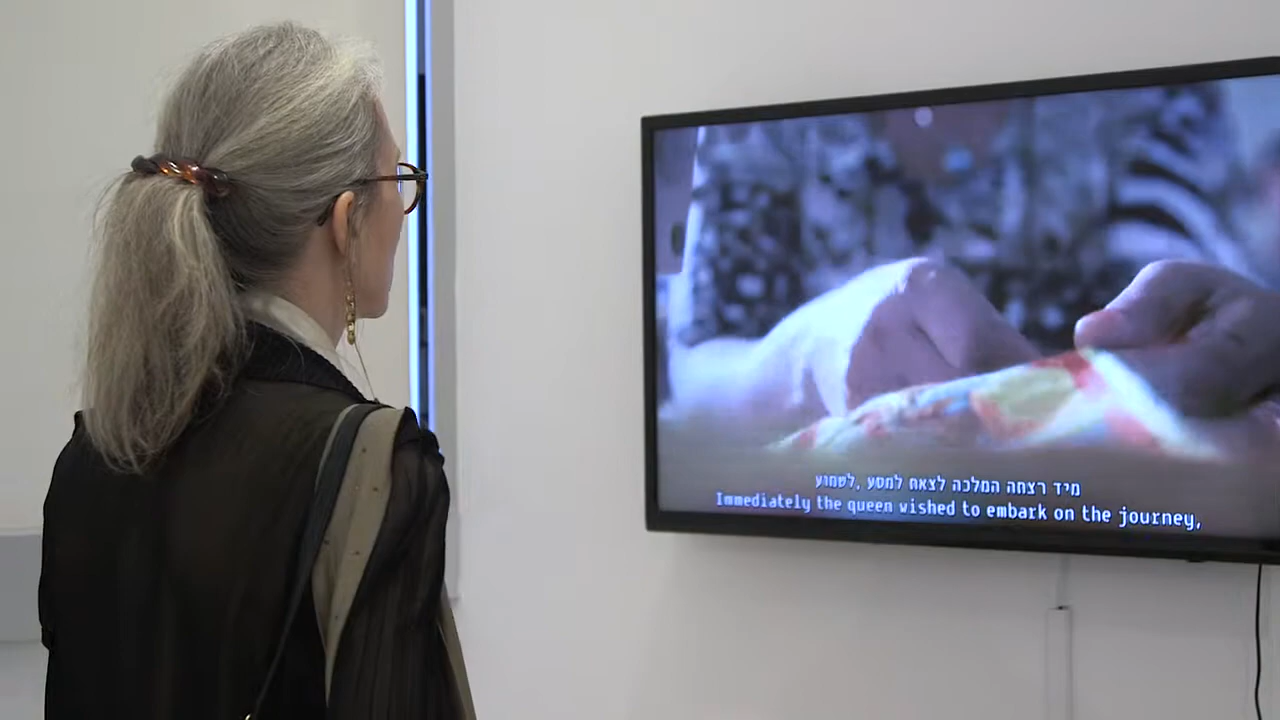 מיד רצתה המלכה לצאת למסע, לשמוע
Immediately the queen wished to embark on the journey,